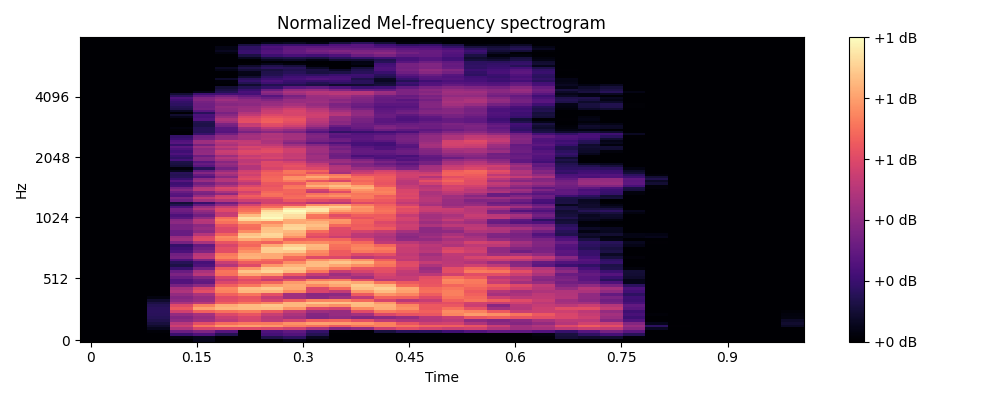 Normalized Mel-frequency spectrogram
Hz
4096
2048
1024
512
0
0 0.15 0.3 0.45 0.6 0.75 0.9
Time
+1 dB
+1 dB
+1 dB
+0 dB
+0 dB
+0 dB